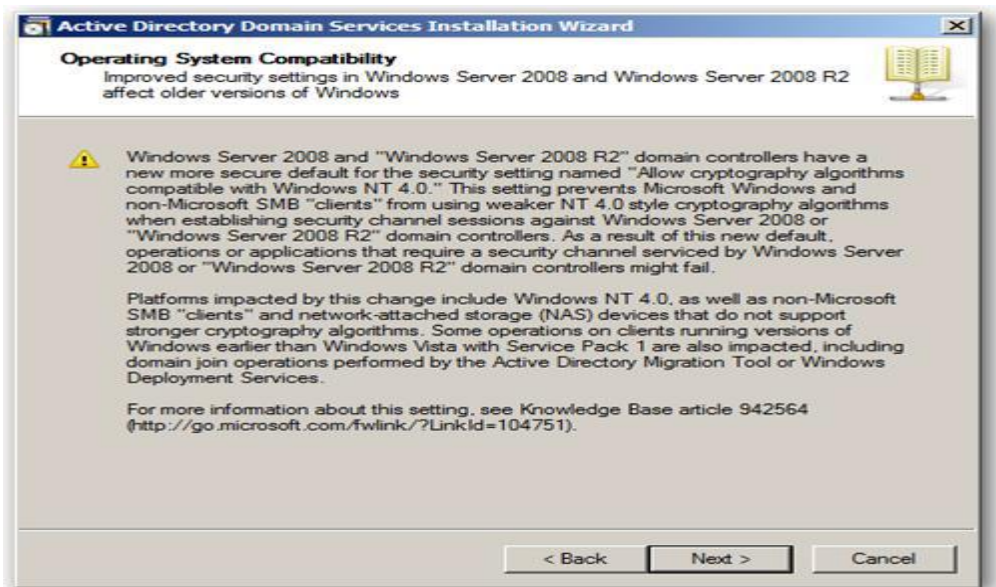 Active Directory Domain Services Installation Wizard
Operating System Compatibility
Improved security settings in Windows Server 2008 and Windows Server 2008 R2
affect older versions of Windows
Windows Server 2008 and "Windows Server 2008 R2" domain controllers have a
new more secure default for the security setting named "Allow cryptography algorithms
compatible with Windows NT 4.0." This setting prevents Microsoft Windows and
non-Microsoft SMB "clients" from using weaker NT 4.0 style cryptography algorithms
when establishing security channel sessions against Windows Server 2008 or
"Windows Server 2008 R2" domain controllers. As a result of this new default,
operations or applications that require a security channel serviced by Windows Server
2008 or "Windows Server 2008 R2" domain controllers might fail.
Platforms impacted by this change include Windows NT 4.0, as well as non-Microsoft
SMB "clients" and network-attached storage (NAS) devices that do not support
stronger cryptography algorithms. Some operations on clients running versions of
Windows earlier than Windows Vista with Service Pack 1 are also impacted, including
domain join operations performed by the Active Directory Migration Tool or Windows
Deployment Services.
For more information about this setting, see Knowledge Base article 942564
(http://go.microsoft.com/fwlink/?LinkId=104751).
< Back
Next >
Cancel